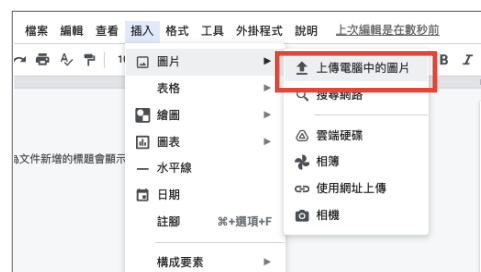 檔案 編輯 查看 插入 格式 工具 外掛程式 說明 上次編輯是在數秒前
B I
圖片
上傳電腦中的圖片
表格
搜尋網路
繪圖
圖表
雲端硬碟
文件新增的標題會顯示
水平線
相簿
日期
使用網址上傳
註腳 ⌘+選項+F
相機
構成要素